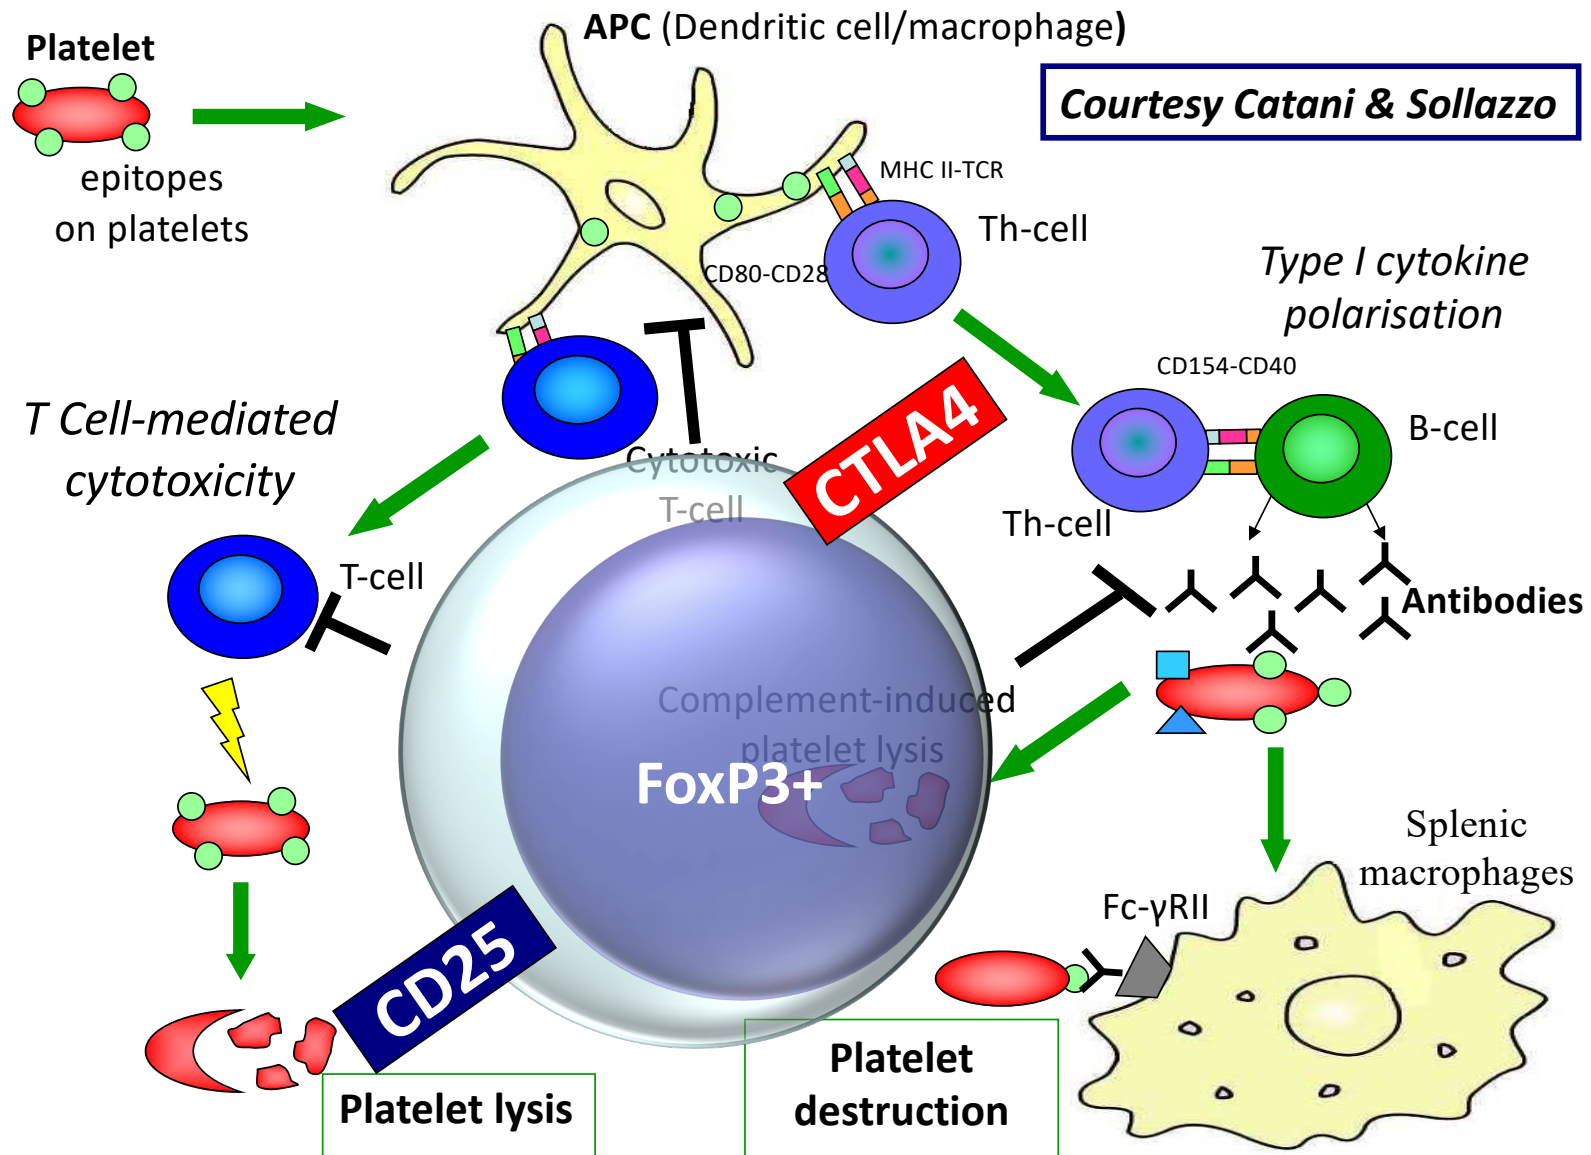 APC (Dendritic cell/macrophage)
Platelet
epitopes
on platelets
Courtesy Catani & Sollazzo
MHC II-TCR
Th-cell
CD80-CD28
Type I cytokine
polarisation
CD154-CD40
B-cell
T Cell-mediated
cytotoxicity
CTLA4
Cytotoxic
T-cell
Th-cell
T-cell
Antibodies
Complement-induced
platelet lysis
FoxP3+
Splenic
macrophages
Fc-γRII
CD25
Platelet
destruction
Platelet lysis